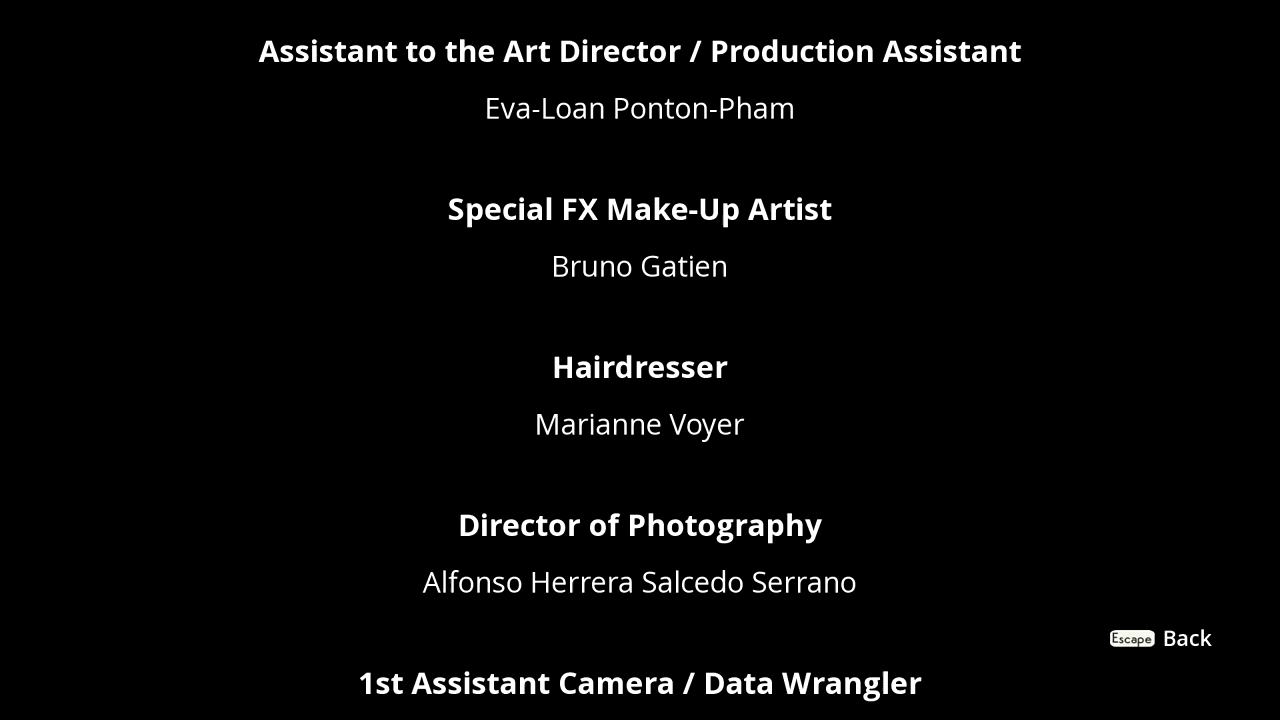 Assistant to the Art Director / Production Assistant
Eva-Loan Ponton-Pham
Special FX Make-Up Artist
Bruno Gatien
Hairdresser
Marianne Voyer
Director of Photography
Alfonso Herrera Salcedo Serrano
Escape Back
1st Assistant Camera / Data Wrangler